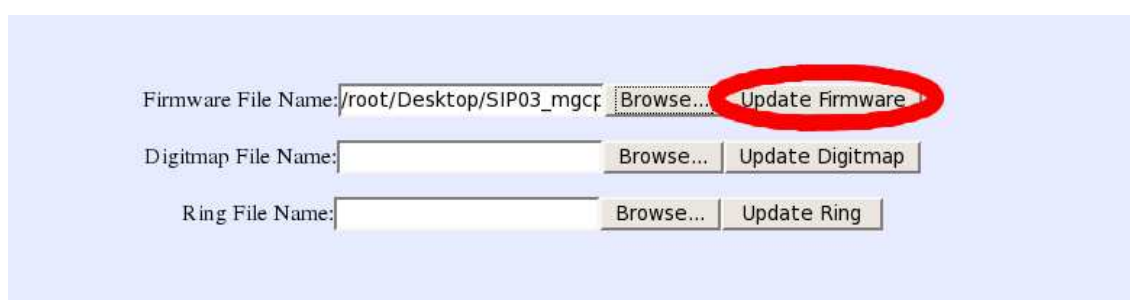 Firmware File Name: /root/Desktop/SIP03_mgcp Browse... Update Firmware
Digitmap File Name: Browse... Update Digitmap
Ring File Name: Browse... Update Ring